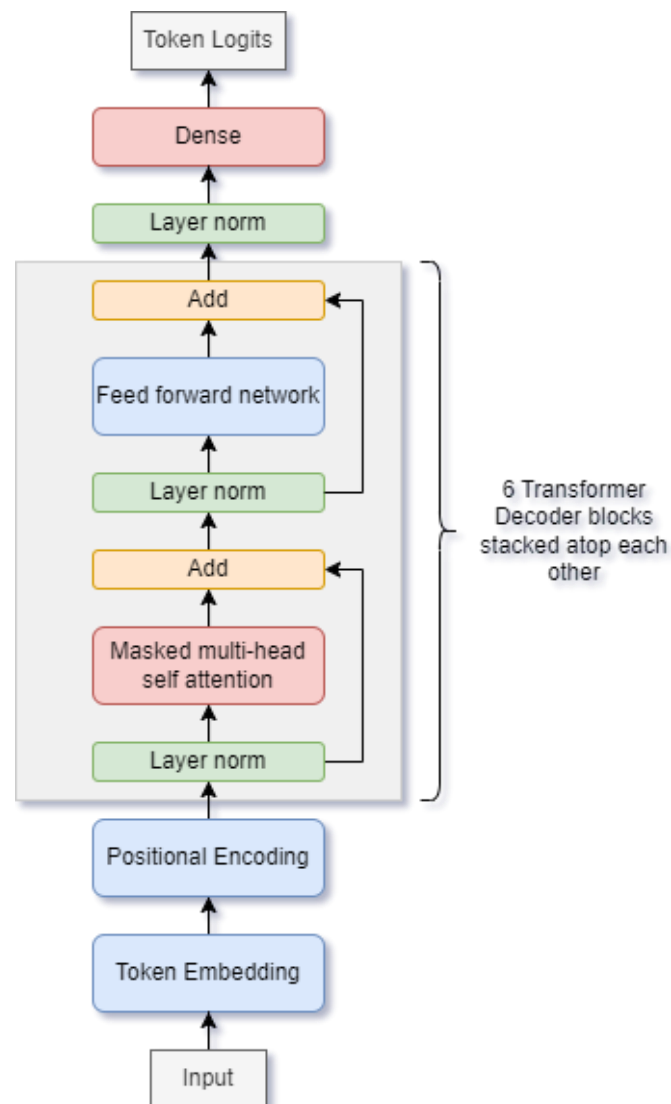 Token Logits
Dense
Layer norm
Add
Feed forward network
Layer norm
Add
Masked multi-head
self attention
Layer norm
Positional Encoding
Token Embedding
Input
6 Transformer
Decoder blocks
stacked atop each
other